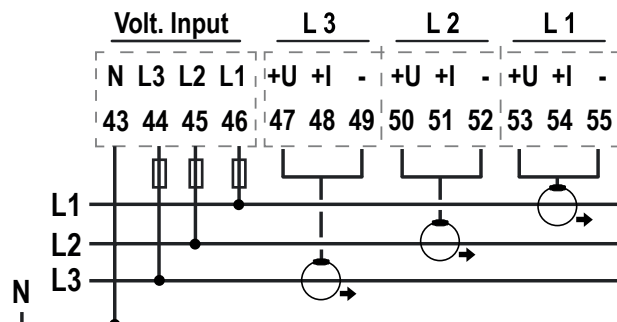 Volt. Input L 3 L 2 L 1
N L3 L2 L1 +U +I - +U +I - +U +I -
43 44 45 46 47 48 49 50 51 52 53 54 55
L1
L2
L3
N